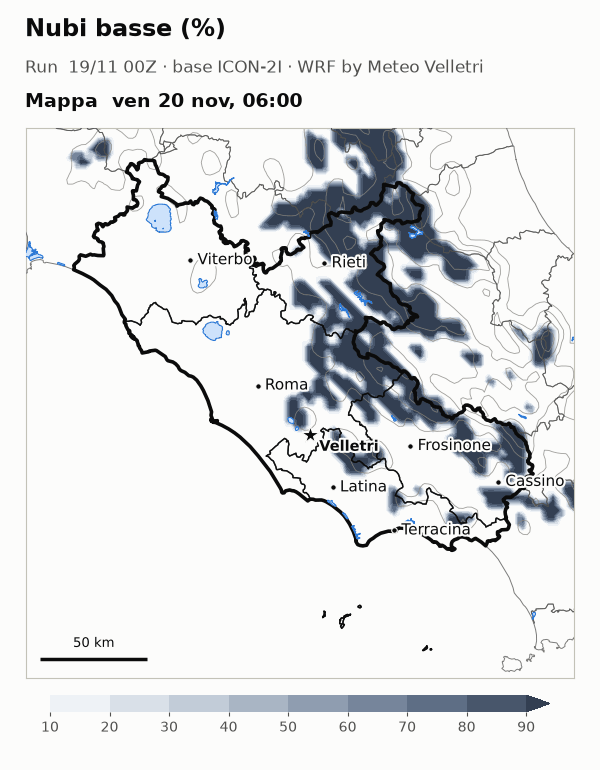 Nubi basse (%)
Run  19/11 00Z · base ICON-2I · WRF by Meteo Velletri
Mappa  ven 20 nov, 06:00
Viterbo
Rieti
Roma
Velletri
Frosinone
Cassino
Latina
Terracina
50 km
10 20 30 40 50 60 70 80 90